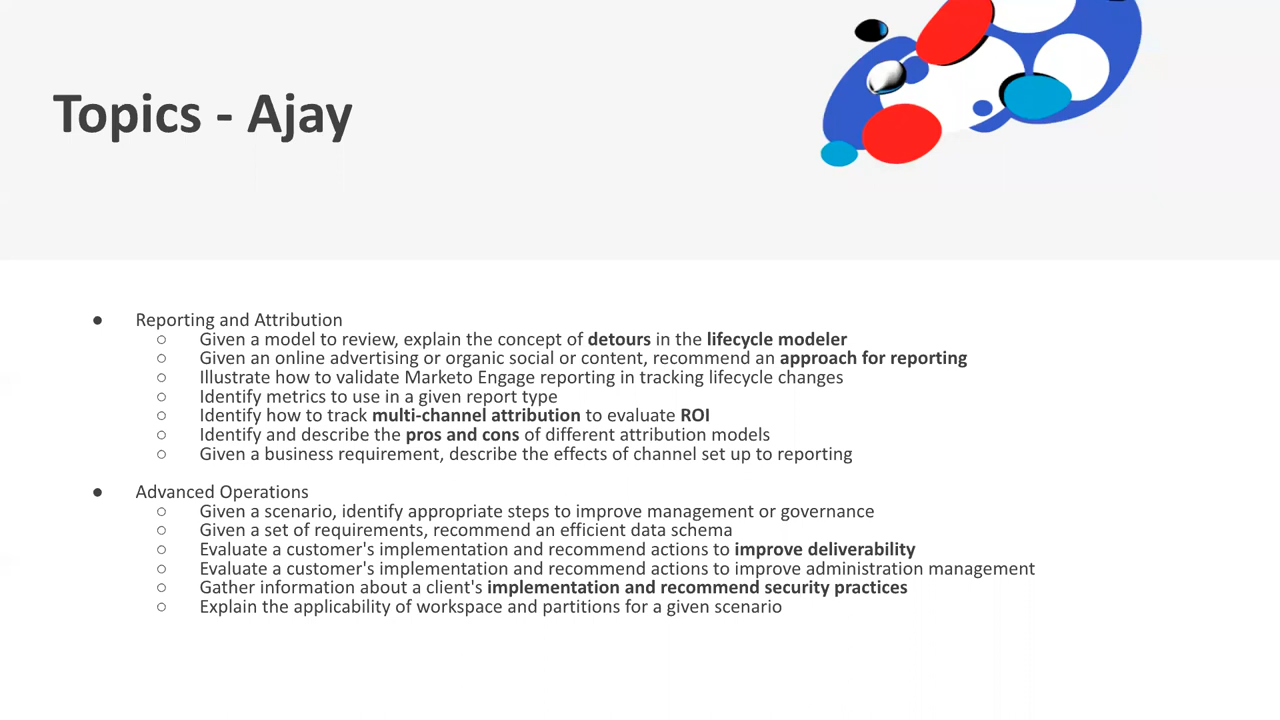 Topics - Ajay
● Reporting and Attribution
○ Given a model to review, explain the concept of detours in the lifecycle modeler
○ Given an online advertising or organic social or content, recommend an approach for reporting
○ Illustrate how to validate Marketo Engage reporting in tracking lifecycle changes
○ Identify metrics to use in a given report type
○ Identify how to track multi-channel attribution to evaluate ROI
○ Identify and describe the pros and cons of different attribution models
○ Given a business requirement, describe the effects of channel set up to reporting
● Advanced Operations
○ Given a scenario, identify appropriate steps to improve management or governance
○ Given a set of requirements, recommend an efficient data schema
○ Evaluate a customer's implementation and recommend actions to improve deliverability
○ Evaluate a customer's implementation and recommend actions to improve administration management
○ Gather information about a client's implementation and recommend security practices
○ Explain the applicability of workspace and partitions for a given scenario